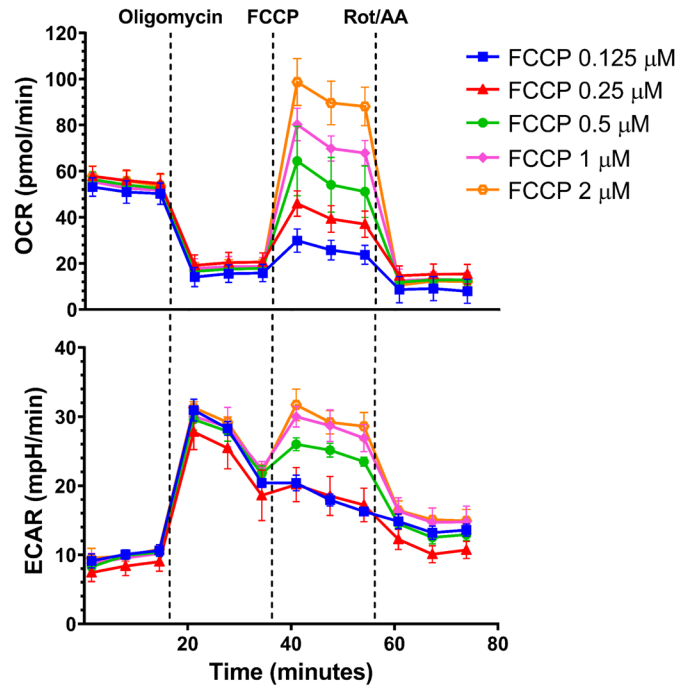 Oligomycin FCCP Rot/AA
FCCP 0.125 μM
FCCP 0.25 μM
FCCP 0.5 μM
FCCP 1 μM
FCCP 2 μM
OCR (pmol/min)
120
100
80
60
40
20
0
ECAR (mpH/min)
40
30
20
10
0
20 40 60 80
Time (minutes)